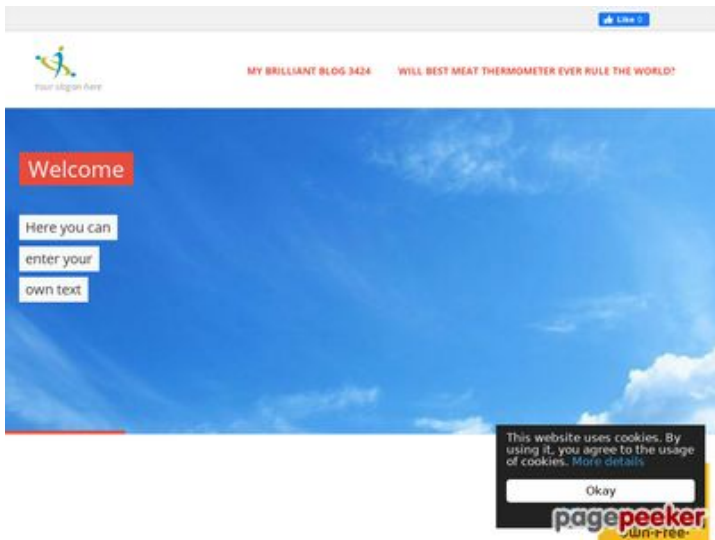 Like 0
Your slogan here
MY BRILLIANT BLOG 3424 WILL BEST MEAT THERMOMETER EVER RULE THE WORLD?
Welcome
Here you can
enter your
own text
This website uses cookies. By
using it, you agree to the usage
of cookies. More details
Okay
pagepeeker
Own-Free-